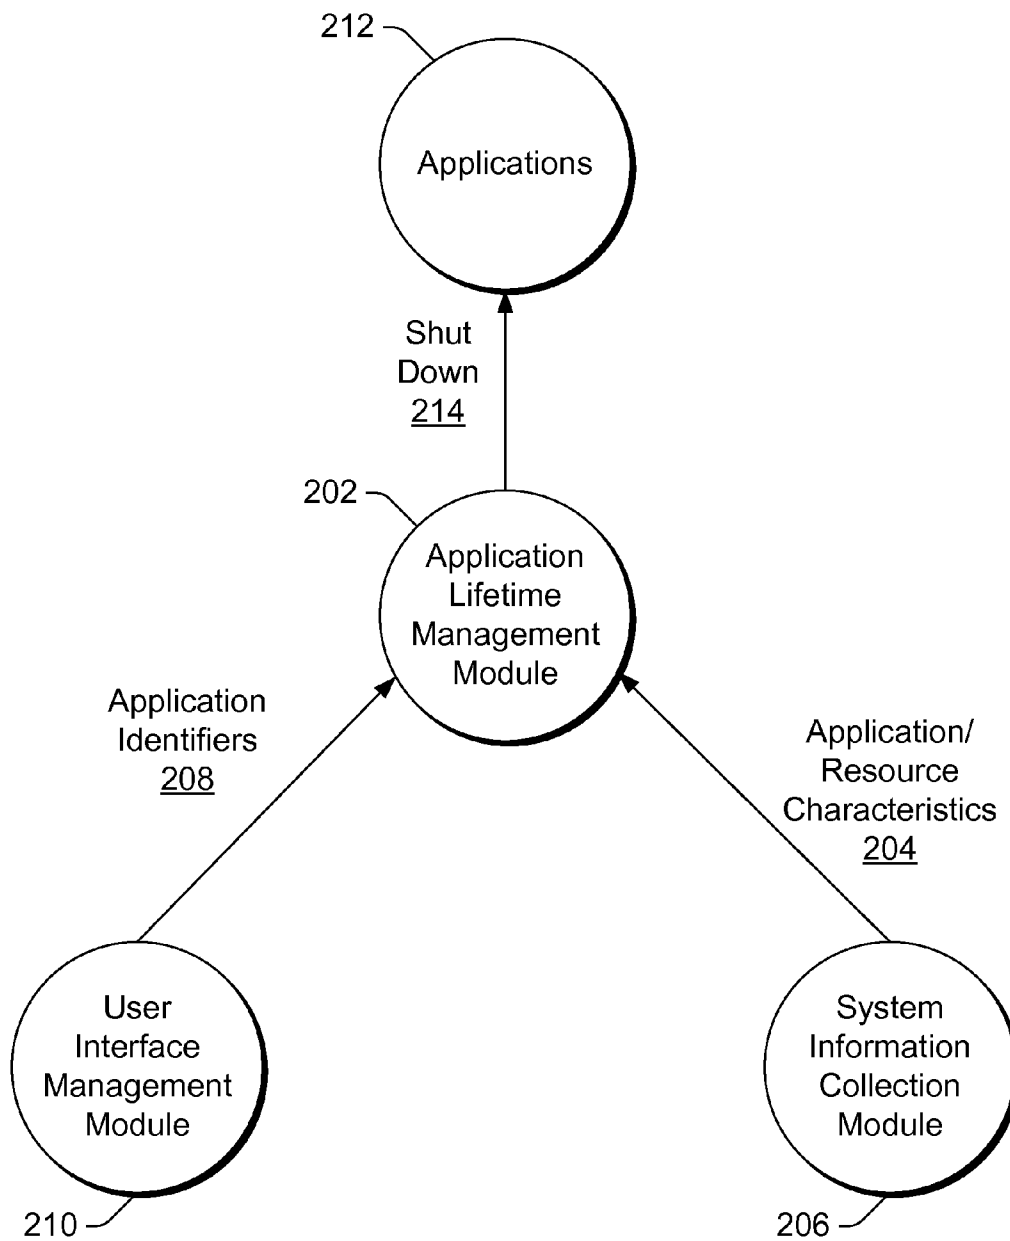 212
Applications
Shut
Down
214
202
Application
Lifetime
Management
Module
Application
Identifiers
208
Application/
Resource
Characteristics
204
User
Interface
Management
Module
210
System
Information
Collection
Module
206